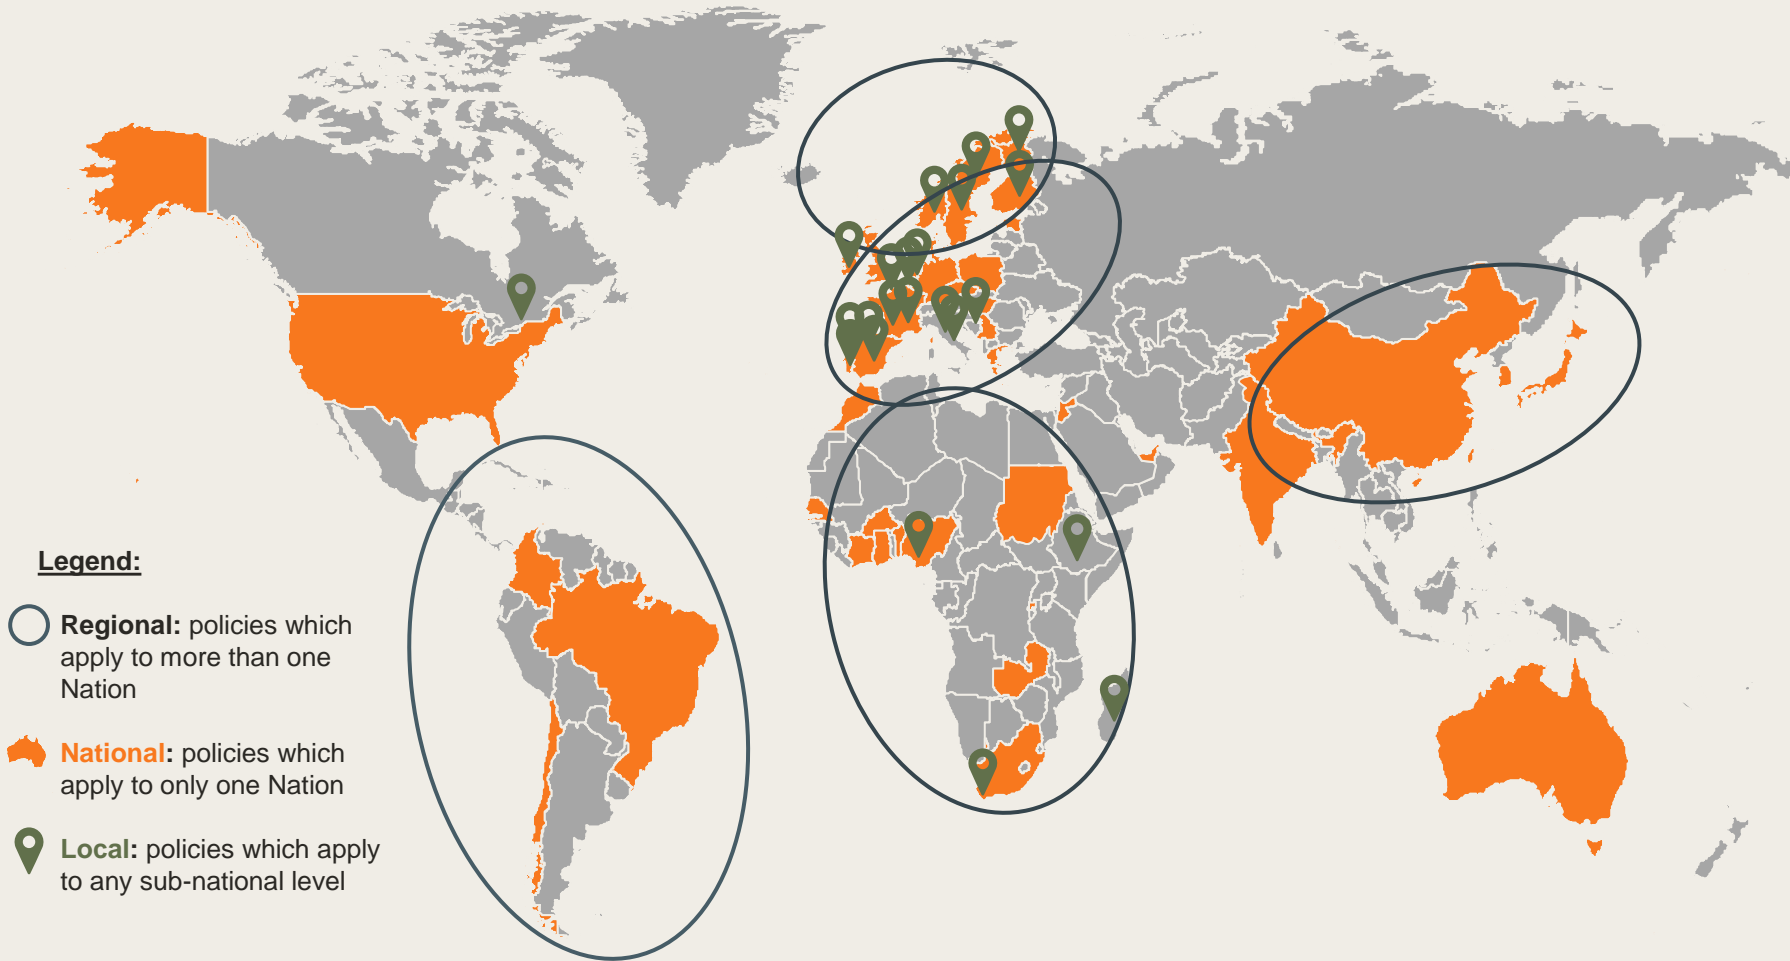 Legend:
Regional: policies which
apply to more than one
Nation
National: policies which
apply to only one Nation
Local: policies which apply
to any sub-national level